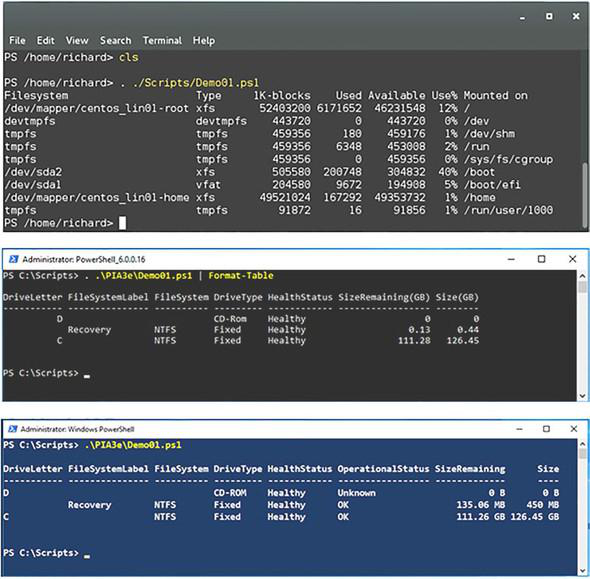 File Edit View Search Terminal Help
PS /home/richard> cls
PS /home/richard> . ./Scripts/Demo01.ps1
Filesystem Type 1K-blocks Used Available Use% Mounted on
/dev/mapper/centos_lin01-root xfs 52403200 6171652 46231548 12% /
devtmpfs devtmpfs 443720 0 443720 0% /dev
tmpfs tmpfs 459356 180 459176 1% /dev/shm
tmpfs tmpfs 459356 6348 453008 2% /run
tmpfs tmpfs 459356 0 459356 0% /sys/fs/cgroup
/dev/sda2 xfs 505580 200748 304832 40% /boot
/dev/sda1 vfat 204580 9672 194908 5% /boot/efi
/dev/mapper/centos_lin01-home xfs 49521024 167292 49353732 1% /home
tmpfs tmpfs 91872 16 91856 1% /run/user/1000
PS /home/richard>
Administrator: PowerShell_6.0.0.16
PS C:\Scripts> . .\PIA3e\Demo01.ps1 | Format-Table
DriveLetter FileSystemLabel FileSystem DriveType HealthStatus SizeRemaining(GB) Size(GB)
----------- --------------- ---------- --------- ------------ ----------------- --------
D CD-Rom Healthy 0 0
Recovery NTFS Fixed Healthy 0.13 0.44
C NTFS Fixed Healthy 111.28 126.45
PS C:\Scripts>
Administrator: Windows PowerShell
PS C:\Scripts> .\PIA3e\Demo01.ps1
DriveLetter FileSystemLabel FileSystem DriveType HealthStatus OperationalStatus SizeRemaining Size
----------- --------------- ---------- --------- ------------ ----------------- ------------- ----
D CD-ROM Healthy Unknown 0 B 0 B
Recovery NTFS Fixed Healthy OK 135.06 MB 450 MB
C NTFS Fixed Healthy OK 111.26 GB 126.45 GB
PS C:\Scripts>